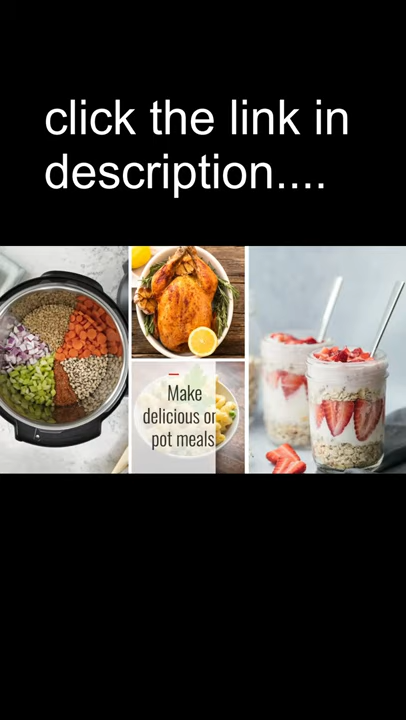 click the link in
description....
Make
delicious or
pot meals